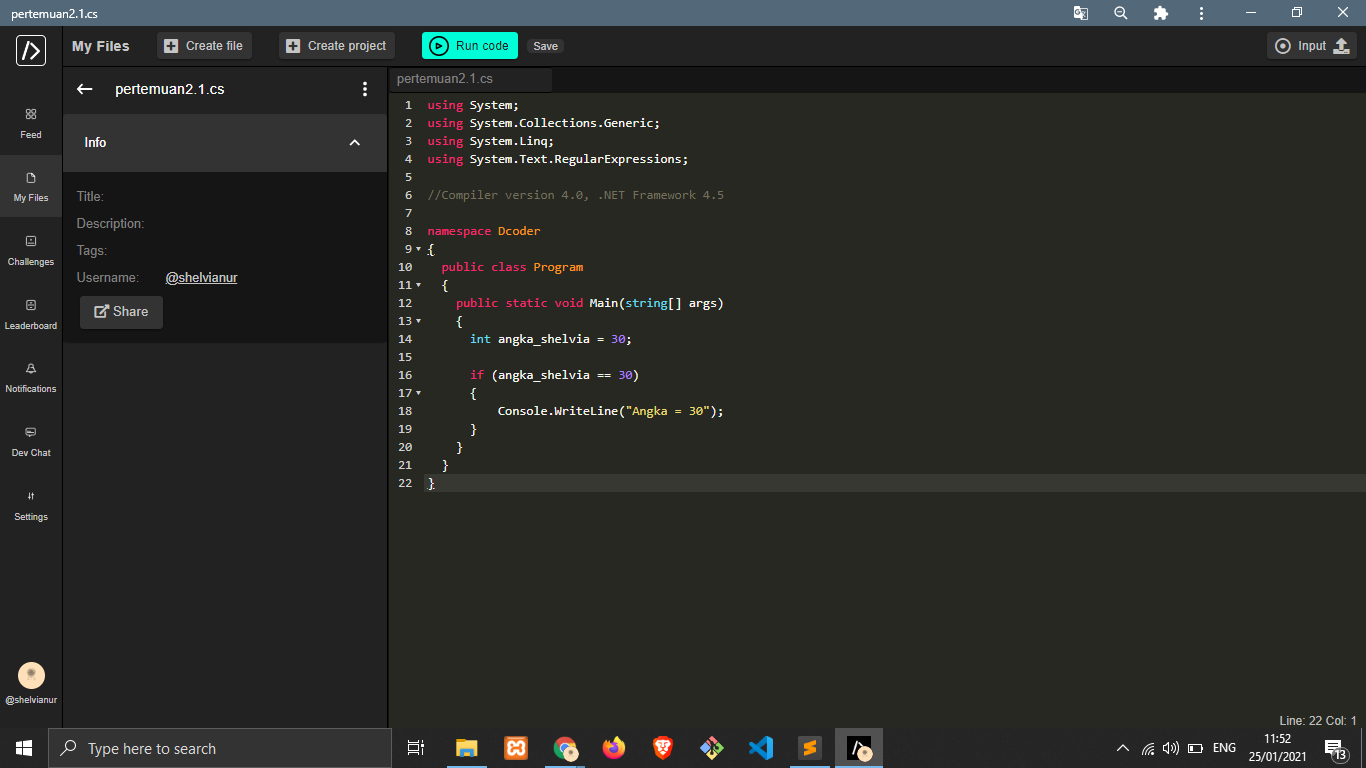 pertemuan2.1.cs
My Files
Create file
Create project
Run code
Save
Input
Feed
My Files
Challenges
Leaderboard
Notifications
Dev Chat
Settings
@shelvianur
pertemuan2.1.cs
Info
Title:
Description:
Tags:
Username: @shelvianur
Share
pertemuan2.1.cs
1 using System;
2 using System.Collections.Generic;
3 using System.Linq;
4 using System.Text.RegularExpressions;
5
6 //Compiler version 4.0, .NET Framework 4.5
7
8 namespace Dcoder
9 {
10 public class Program
11 {
12 public static void Main(string[] args)
13 {
14 int angka_shelvia = 30;
15
16 if (angka_shelvia == 30)
17 {
18 Console.WriteLine("Angka = 30");
19 }
20 }
21 }
22 }
Line: 22 Col: 1
Type here to search
ENG
11:52
25/01/2021
13